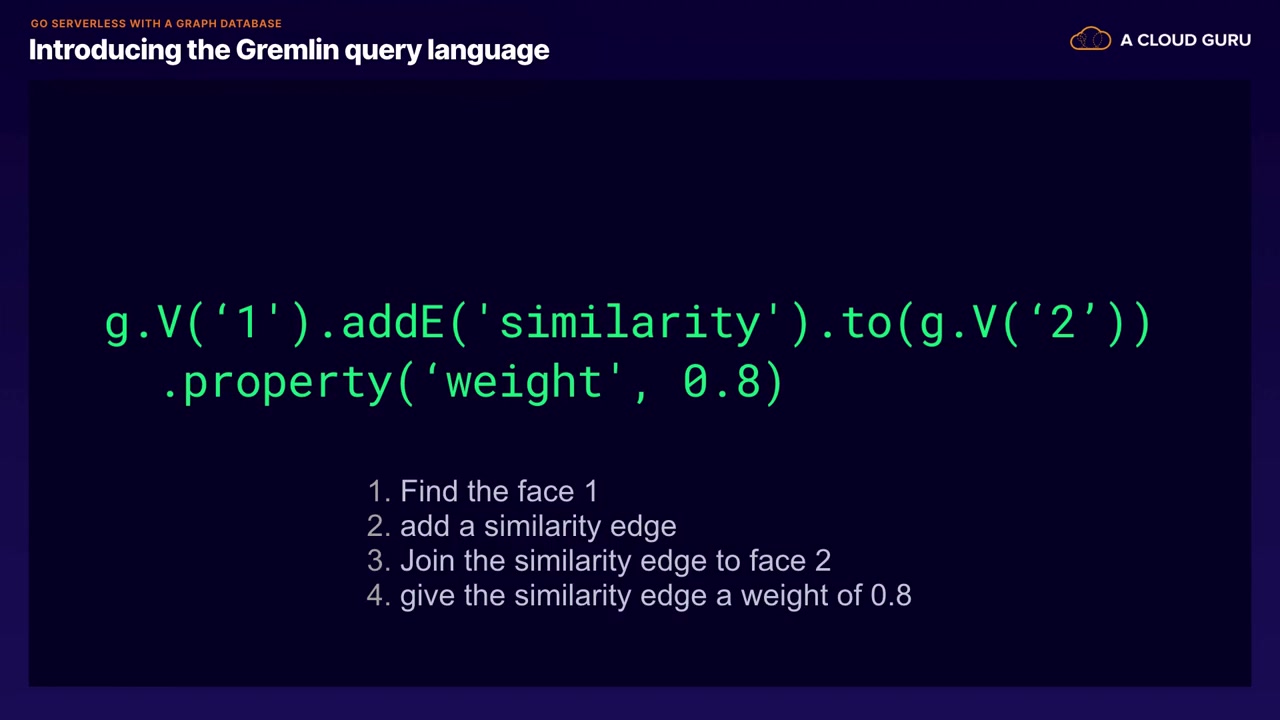 GO SERVERLESS WITH A GRAPH DATABASE
Introducing the Gremlin query language
A CLOUD GURU
g.V(‘1').addE('similarity').to(g.V(‘2’))
.property(‘weight', 0.8)
1. Find the face 1
2. add a similarity edge
3. Join the similarity edge to face 2
4. give the similarity edge a weight of 0.8